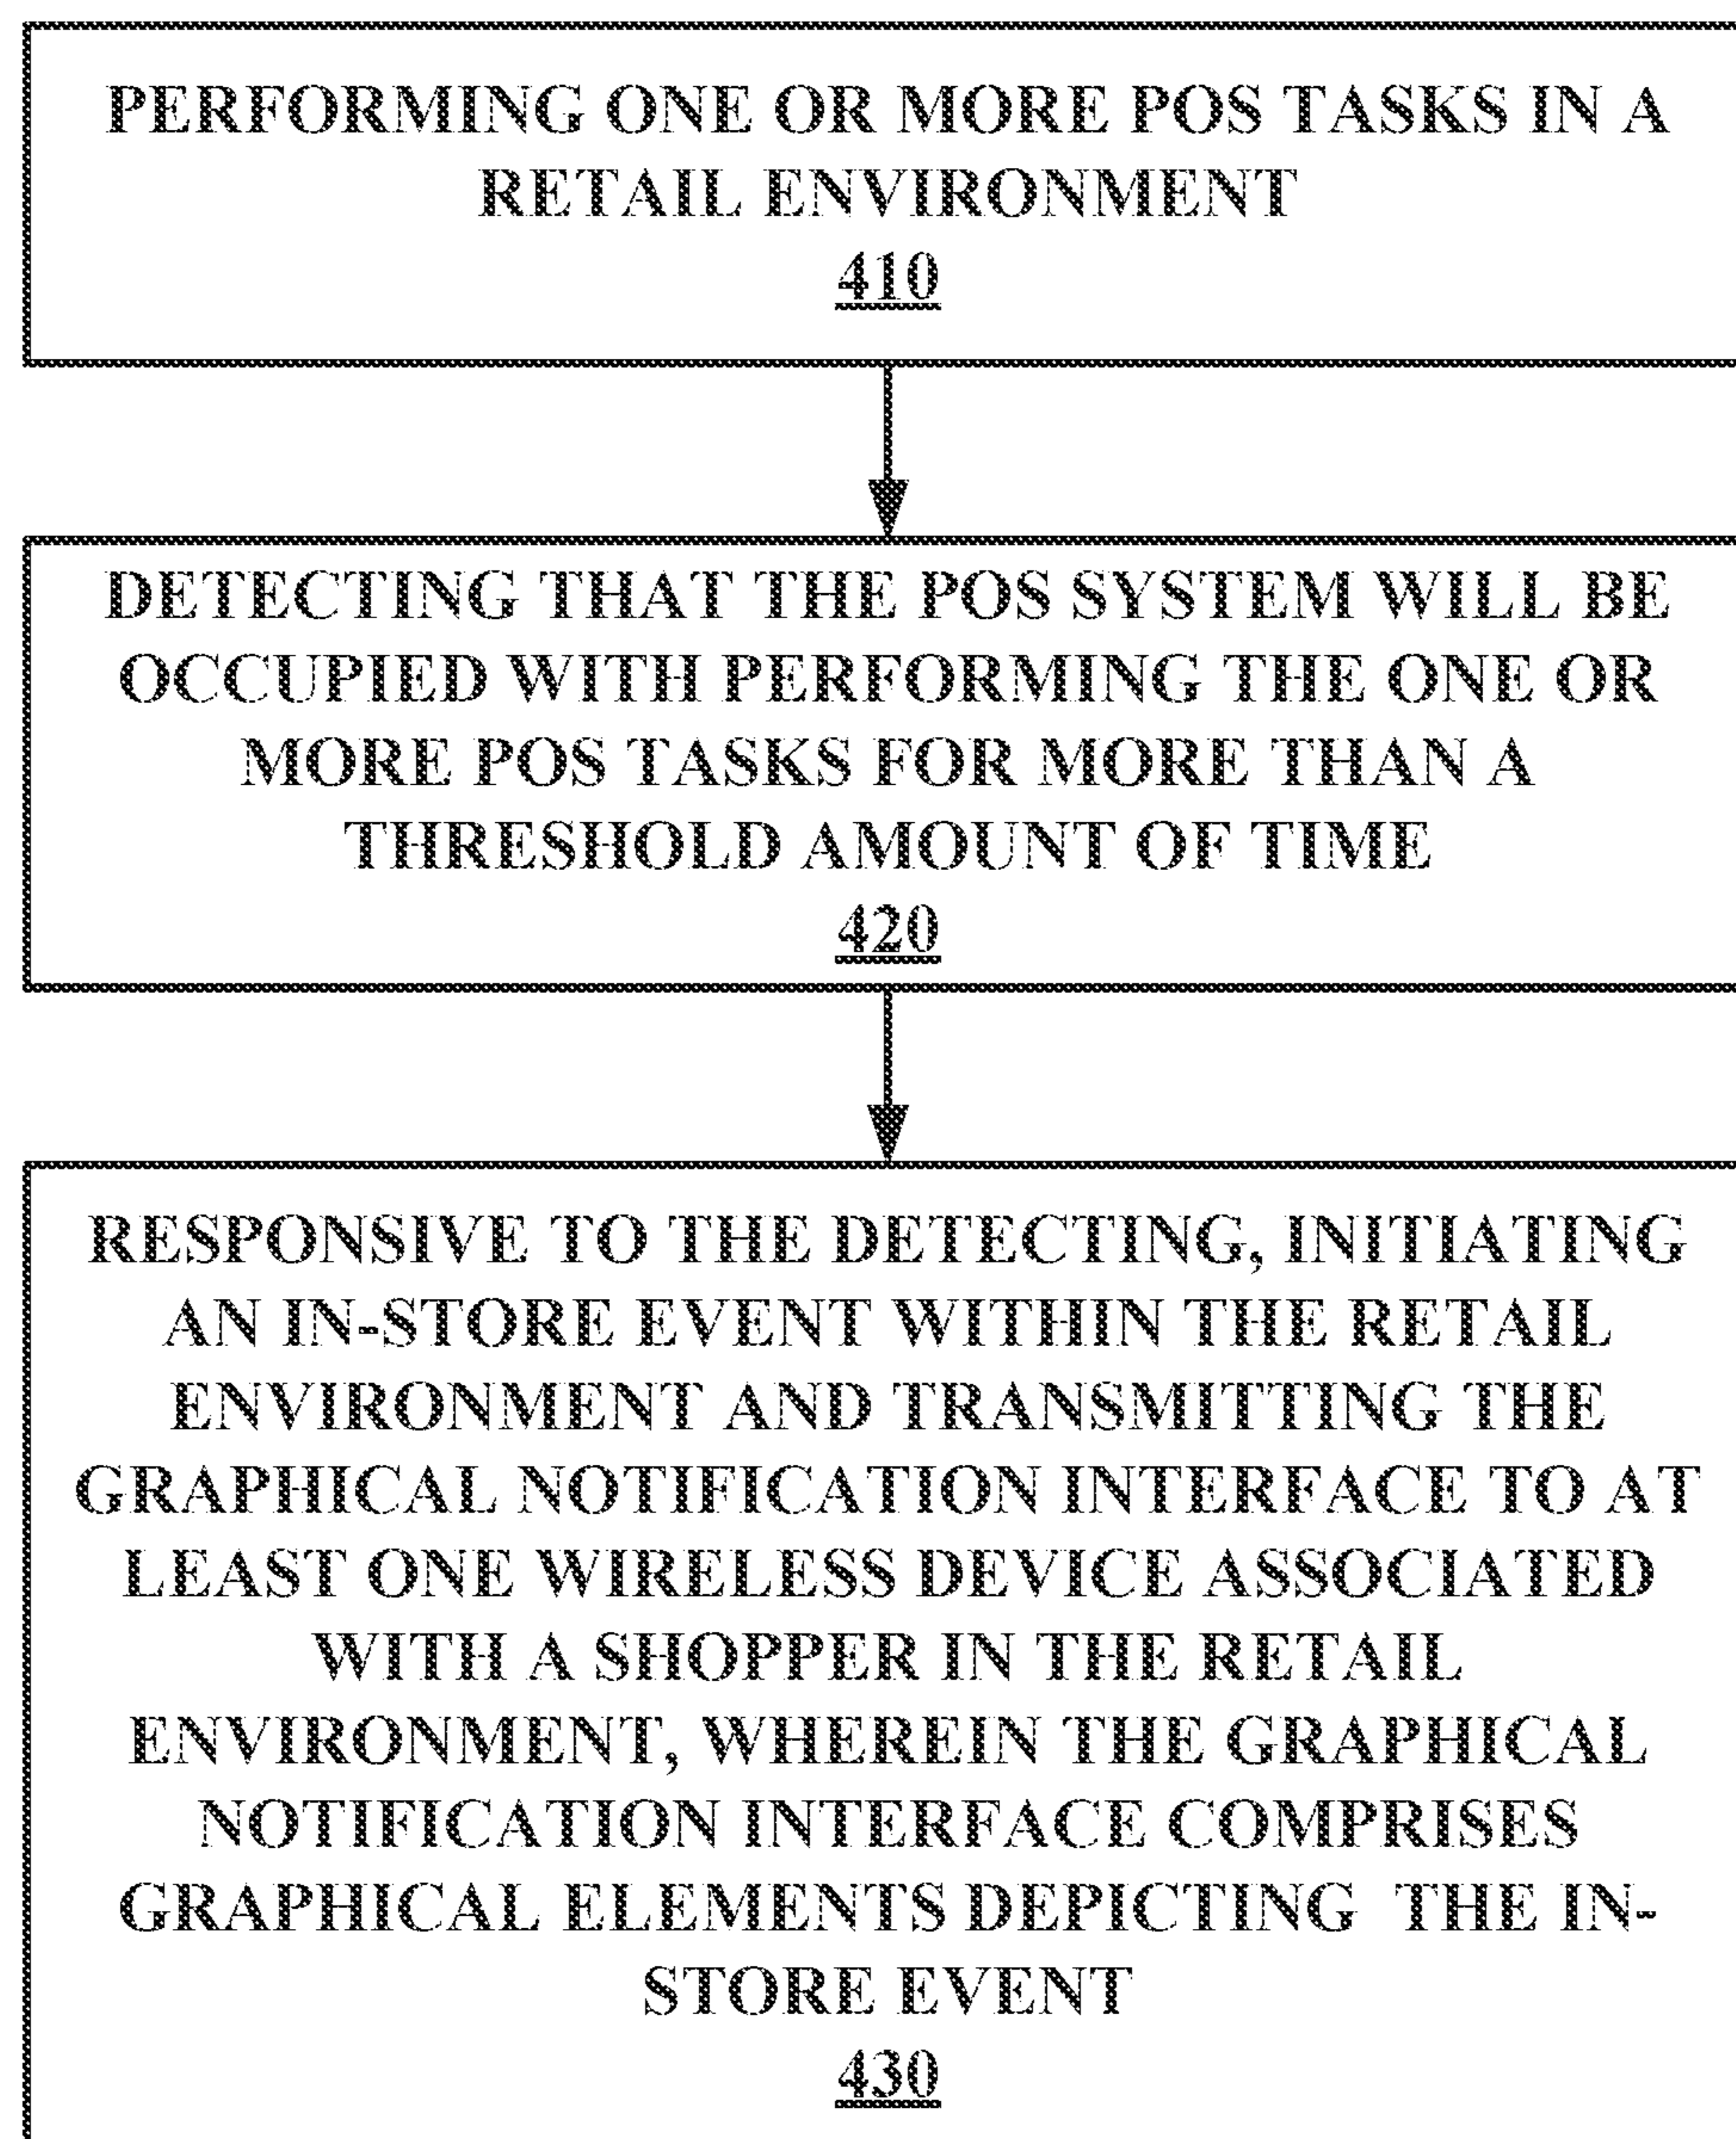 PERFORMING ONE OR MORE POS TASKS IN A
RETAIL ENVIRONMENT
410
DETECTING THAT THE POS SYSTEM WILL BE
OCCUPIED WITH PERFORMING THE ONE OR
MORE POS TASKS FOR MORE THAN A
THRESHOLD AMOUNT OF TIME
420
RESPONSIVE TO THE DETECTING, INITIATING
AN IN-STORE EVENT WITHIN THE RETAIL
ENVIRONMENT AND TRANSMITTING THE
GRAPHICAL NOTIFICATION INTERFACE TO AT
LEAST ONE WIRELESS DEVICE ASSOCIATED
WITH A SHOPPER IN THE RETAIL
ENVIRONMENT, WHEREIN THE GRAPHICAL
NOTIFICATION INTERFACE COMPRISES
GRAPHICAL ELEMENTS DEPICTING THE IN-
STORE EVENT
430